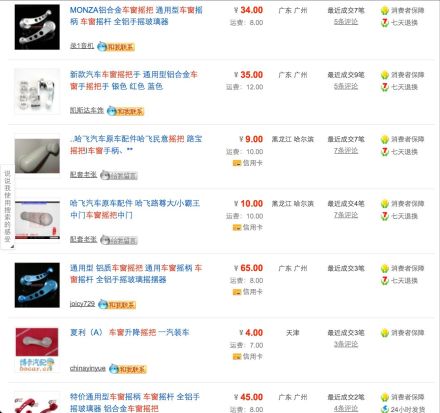 MONZA铝合金车窗摇把 通用型车窗摇
柄 车窗摇杆 全铝手摇玻璃器
¥ 34.00
运费：8.00
广东 广州
最近成交7笔
5条评论
消费者保障
七天退换
录1音机
和我联系
新款汽车车窗摇把手 通用型铝合金车
窗手摇把手 银色 红色 蓝色
¥ 35.00
运费：12.00
广东 广州
最近成交9笔
5条评论
消费者保障
七天退换
凯斯达车饰
和我联系
..哈飞汽车原车配件哈飞民意摇把 路宝
摇把\车窗手柄、**
¥ 9.00
运费：10.00
信用卡
黑龙江 哈尔滨
最近成交7笔
7条评论
消费者保障
七天退换
配套老张
给我留言
哈飞汽车原车配件 哈飞路尊大/小霸王
中门车窗摇把中门
¥ 10.00
运费：10.00
信用卡
黑龙江 哈尔滨
最近成交4笔
7条评论
消费者保障
七天退换
配套老张
给我留言
说说我使用搜索的感受
通用型 铝质车窗摇把 通用车窗摇柄 车
窗摇杆 全铝手摇玻璃摇摆器
¥ 65.00
运费：8.00
信用卡
广东 广州
最近成交3笔
消费者保障
七天退换
joicy729
和我联系
夏利（A） 车窗升降摇把 一汽装车
¥ 4.00
运费：7.00
信用卡
天津
最近成交3笔
3条评论
消费者保障
chinayinyue
和我联系
博卡汽配
bocar.cn
特价通用型车窗摇柄 车窗摇杆 全铝手
摇玻璃器 铝合金车窗摇把
¥ 45.00
运费：8.00
广东 广州
最近成交2笔
4条评论
消费者保障
24小时发货